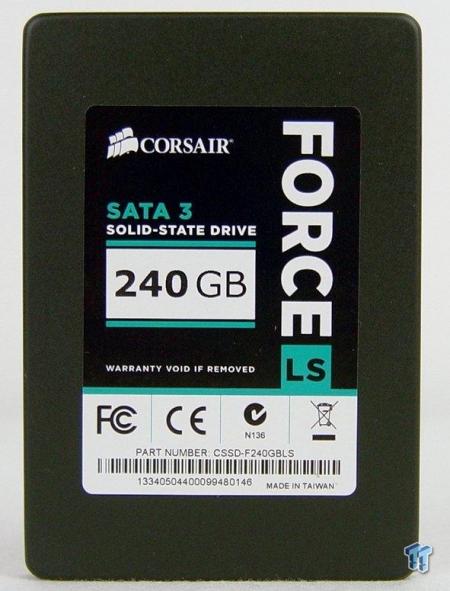 CORSAIR
FORCE
LS
SATA 3
SOLID-STATE DRIVE
240 GB
WARRANTY VOID IF REMOVED
FC CE
N136
PART NUMBER: CSSD-F240GBLS
13340504400099480146
MADE IN TAIWAN
TT